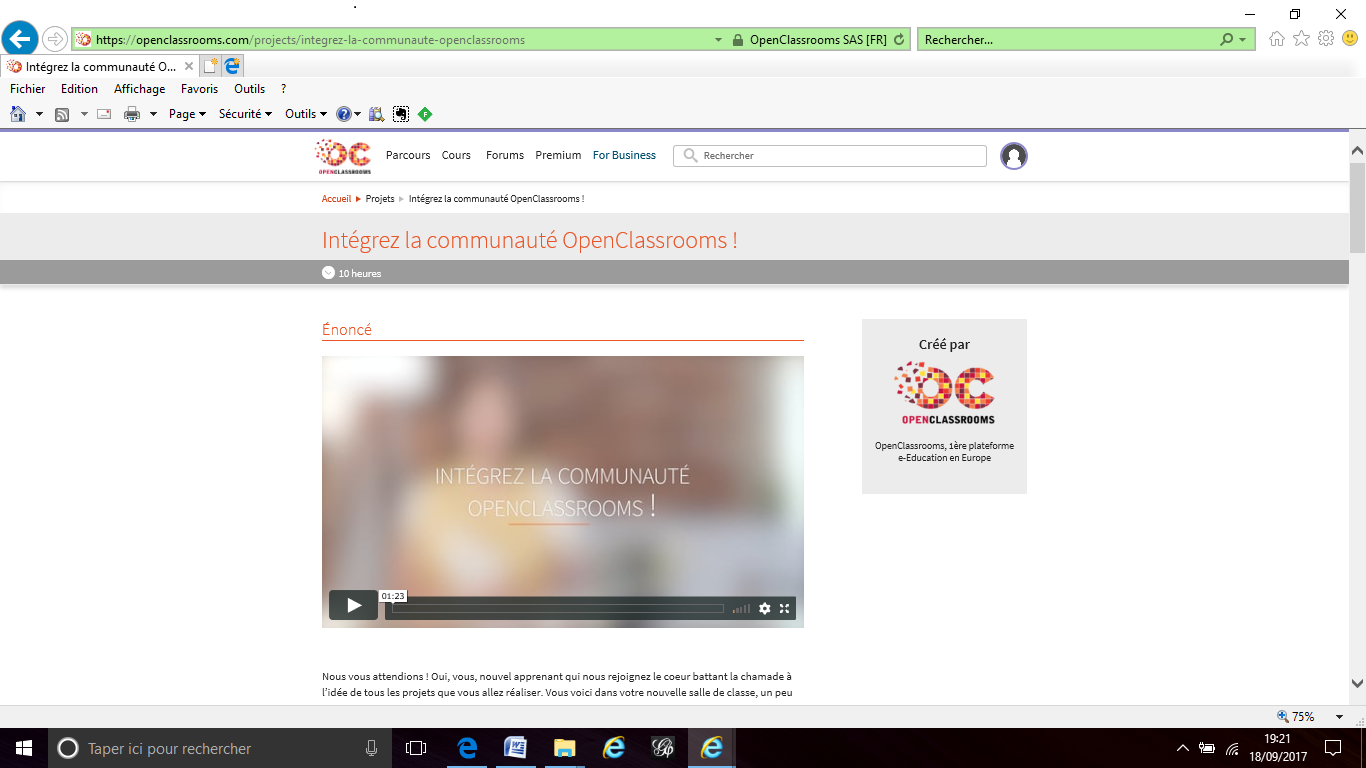 https://openclassrooms.com/projects/integrez-la-communaute-openclassrooms
OpenClassrooms SAS [FR]
Rechercher...
Intégrez la communauté O...
Fichier Edition Affichage Favoris Outils ?
Page Sécurité Outils
OPENCLASSROOMS
Parcours Cours Forums Premium For Business
Rechercher
Accueil Projets Intégrez la communauté OpenClassrooms !
Intégrez la communauté OpenClassrooms !
10 heures
Énoncé
INTÉGREZ LA COMMUNAUTÉ
OPENCLASSROOMS !
01:23
Créé par
OPENCLASSROOMS
OpenClassrooms, 1ère plateforme
e-Education en Europe
Nous vous attendions ! Oui, vous, nouvel apprenant qui nous rejoignez le coeur battant la chamade à
l'idée de tous les projets que vous allez réaliser. Vous voici dans votre nouvelle salle de classe, un peu
75%
Taper ici pour rechercher
19:21
18/09/2017